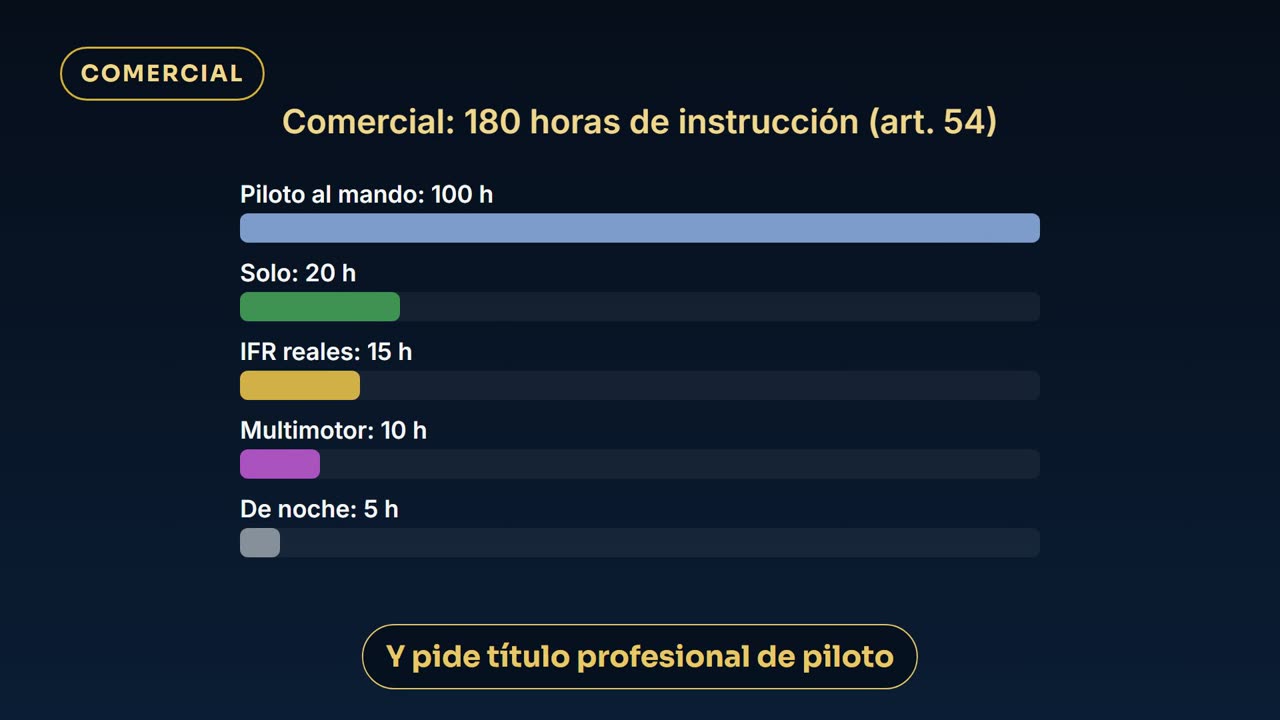 COMERCIAL
Comercial: 180 horas de instrucción (art. 54)
Piloto al mando: 100 h
Solo: 20 h
IFR reales: 15 h
Multimotor: 10 h
De noche: 5 h
Y pide título profesional de piloto